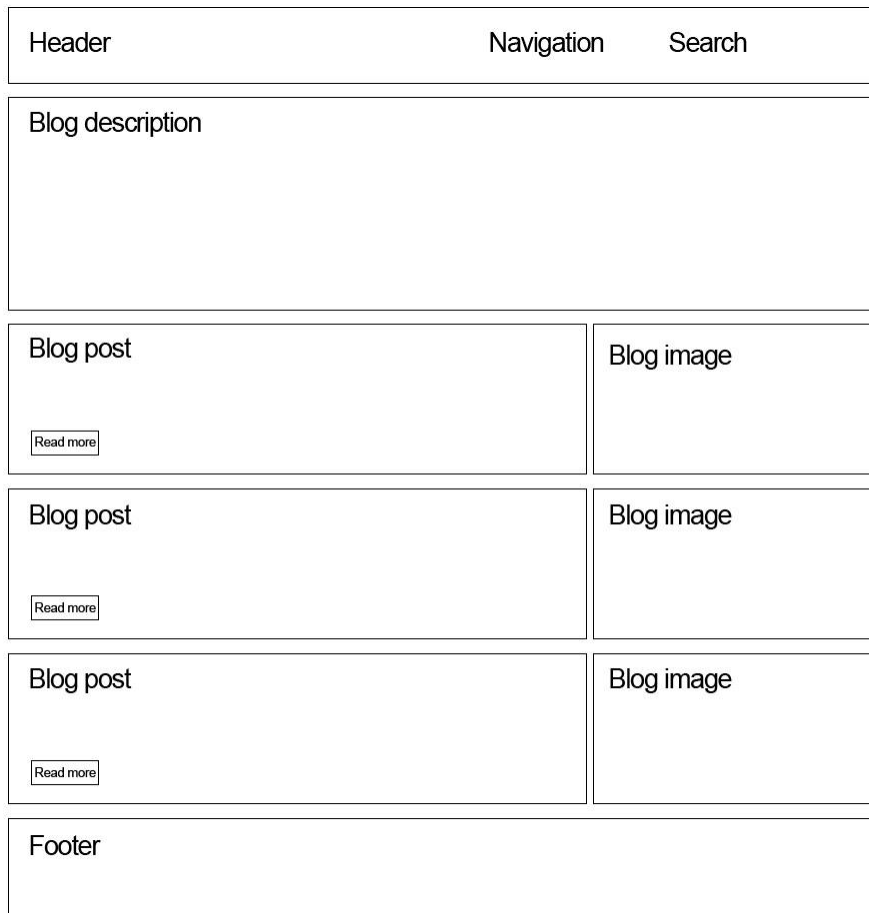 Header Navigation Search
Blog description
Blog post Blog image
Read more
Blog post Blog image
Read more
Blog post Blog image
Read more
Footer